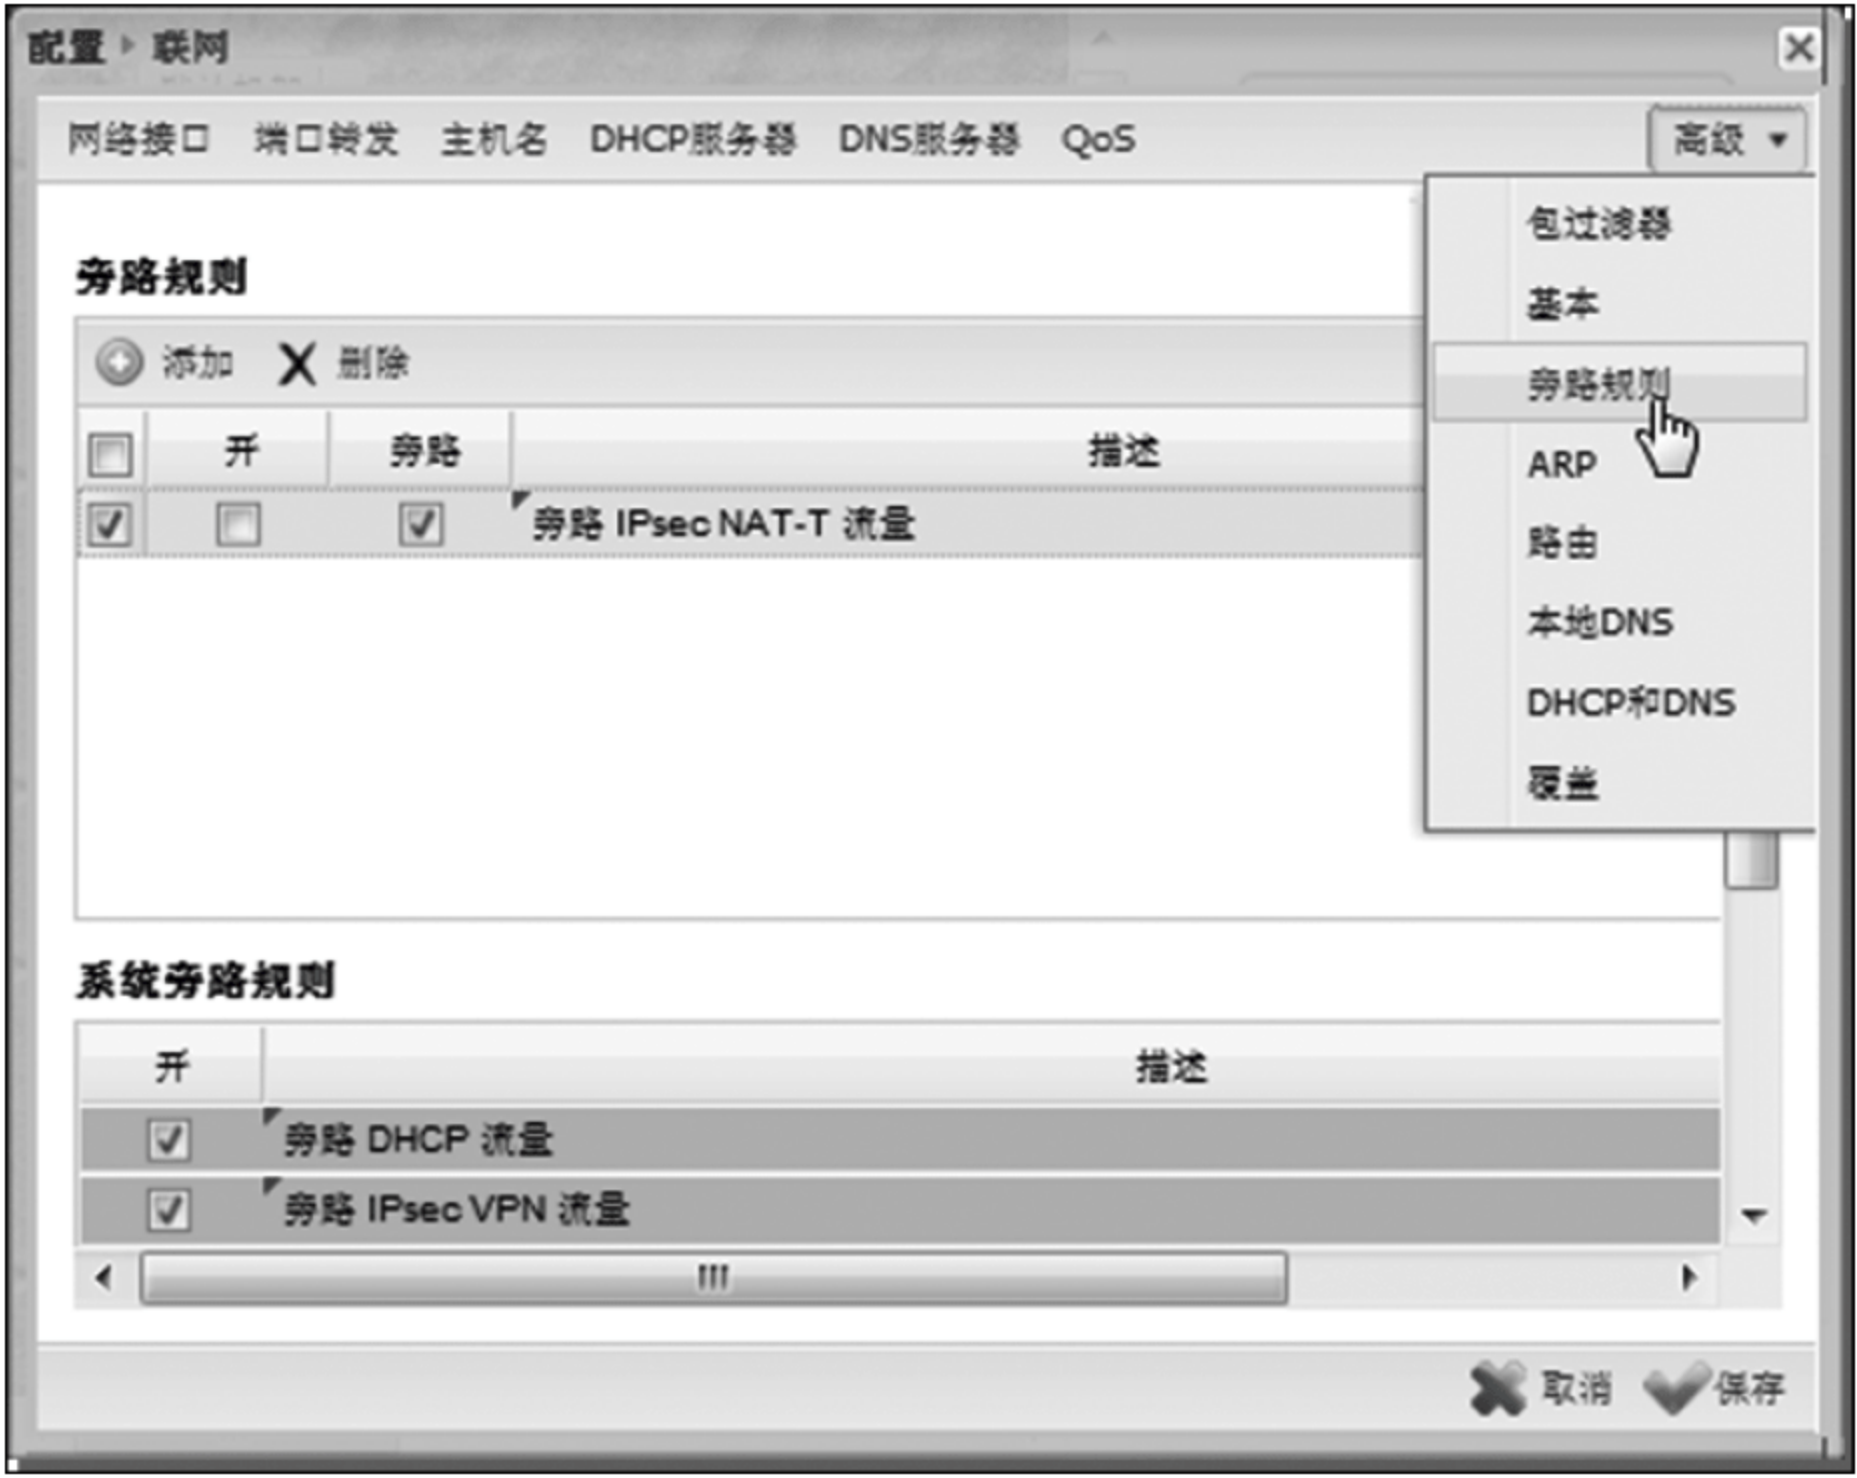 配置 联网
网络接口 端口转发 主机名 DHCP服务器 DNS服务器 QoS 高级
包过滤器
基本
旁路规则
ARP
路由
本地DNS
DHCP和DNS
覆盖
旁路规则
添加 删除
开 旁路 描述
旁路 IPsec NAT-T 流量
系统旁路规则
开 描述
旁路 DHCP 流量
旁路 IPsec VPN 流量
取消 保存